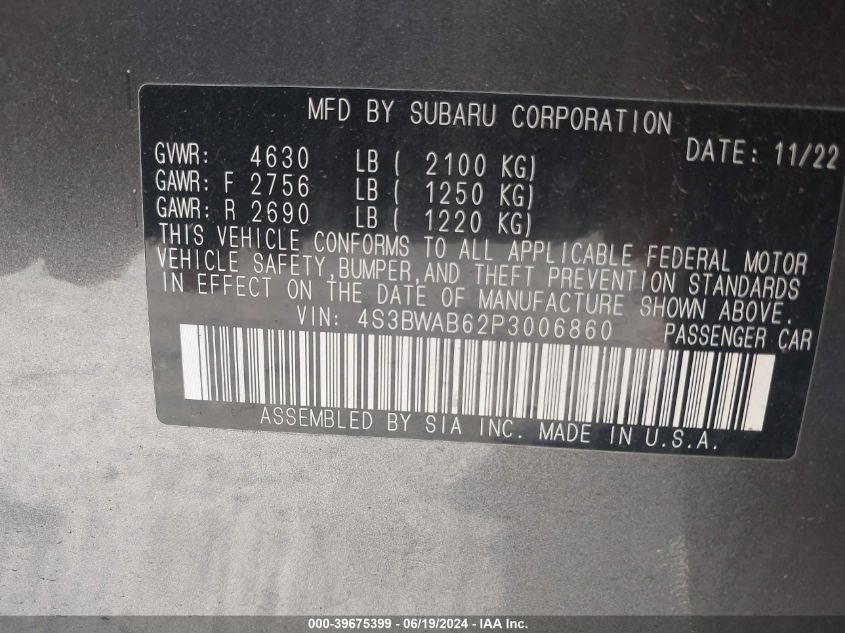 MFD BY SUBARU CORPORATION
DATE: 11/22
GVWR: 4630 LB ( 2100 KG)
GAWR: F 2756 LB ( 1250 KG)
GAWR: R 2690 LB ( 1220 KG)
THIS VEHICLE CONFORMS TO ALL APPLICABLE FEDERAL MOTOR
VEHICLE SAFETY, BUMPER, AND THEFT PREVENTION STANDARDS
IN EFFECT ON THE DATE OF MANUFACTURE SHOWN ABOVE.
VIN: 4S3BWAB62P3006860 PASSENGER CAR
ASSEMBLED BY SIA INC. MADE IN U.S.A.
000-39675399 - 06/19/2024 - IAA Inc.